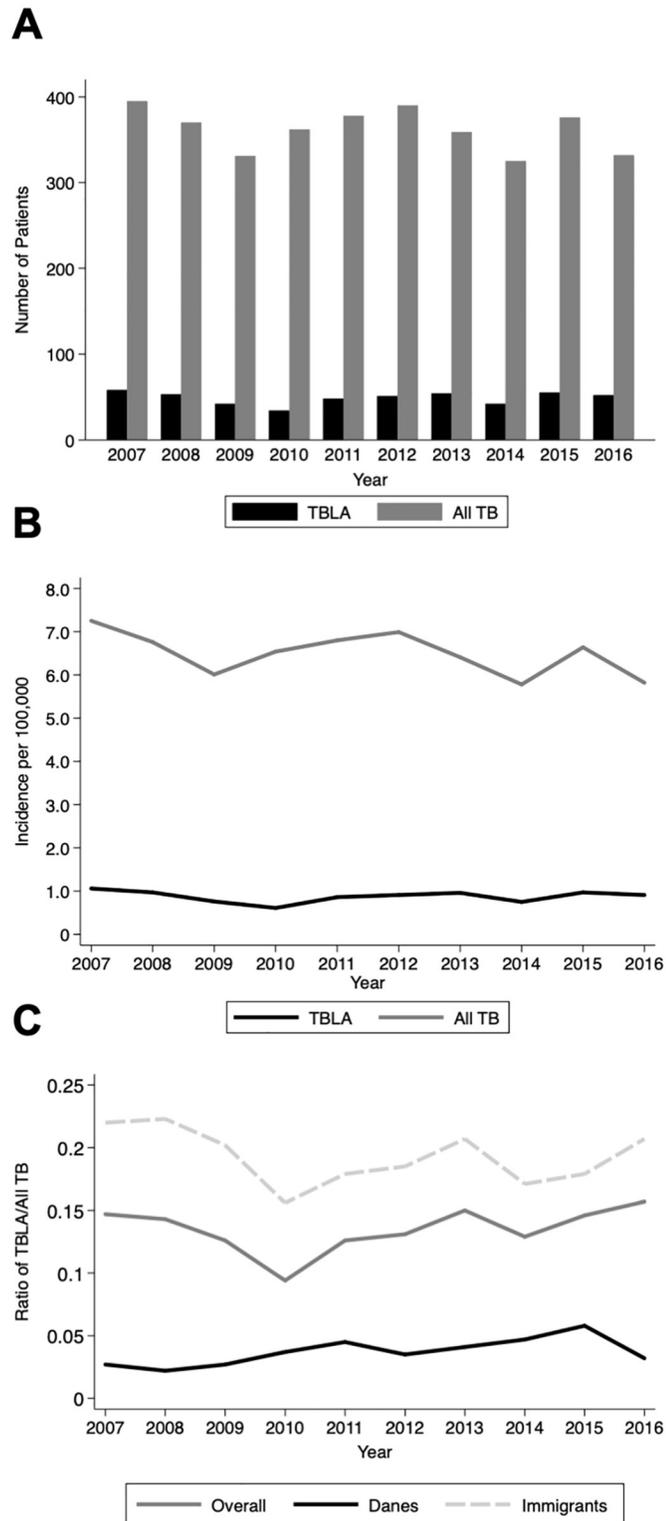 A
Number of Patients
400
300
200
100
0
2007 2008 2009 2010 2011 2012 2013 2014 2015 2016
Year
TBLA All TB
B
Incidence per 100,000
8.0
7.0
6.0
5.0
4.0
3.0
2.0
1.0
0
2007 2008 2009 2010 2011 2012 2013 2014 2015 2016
Year
TBLA All TB
C
Ratio of TBLA/All TB
0.25
0.2
0.15
0.1
0.05
0
2007 2008 2009 2010 2011 2012 2013 2014 2015 2016
Year
Overall Danes Immigrants